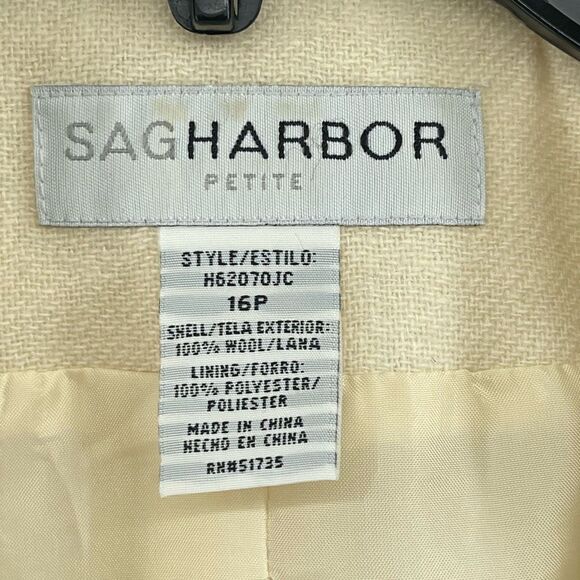 SAGHARBOR
PETITE
STYLE/ESTILO:
H62070JC
16P
SHELL/TELA EXTERIOR:
100% WOOL/LANA
LINING/FORRO:
100% POLYESTER/
POLIESTER
MADE IN CHINA
HECHO EN CHINA
RN#51735